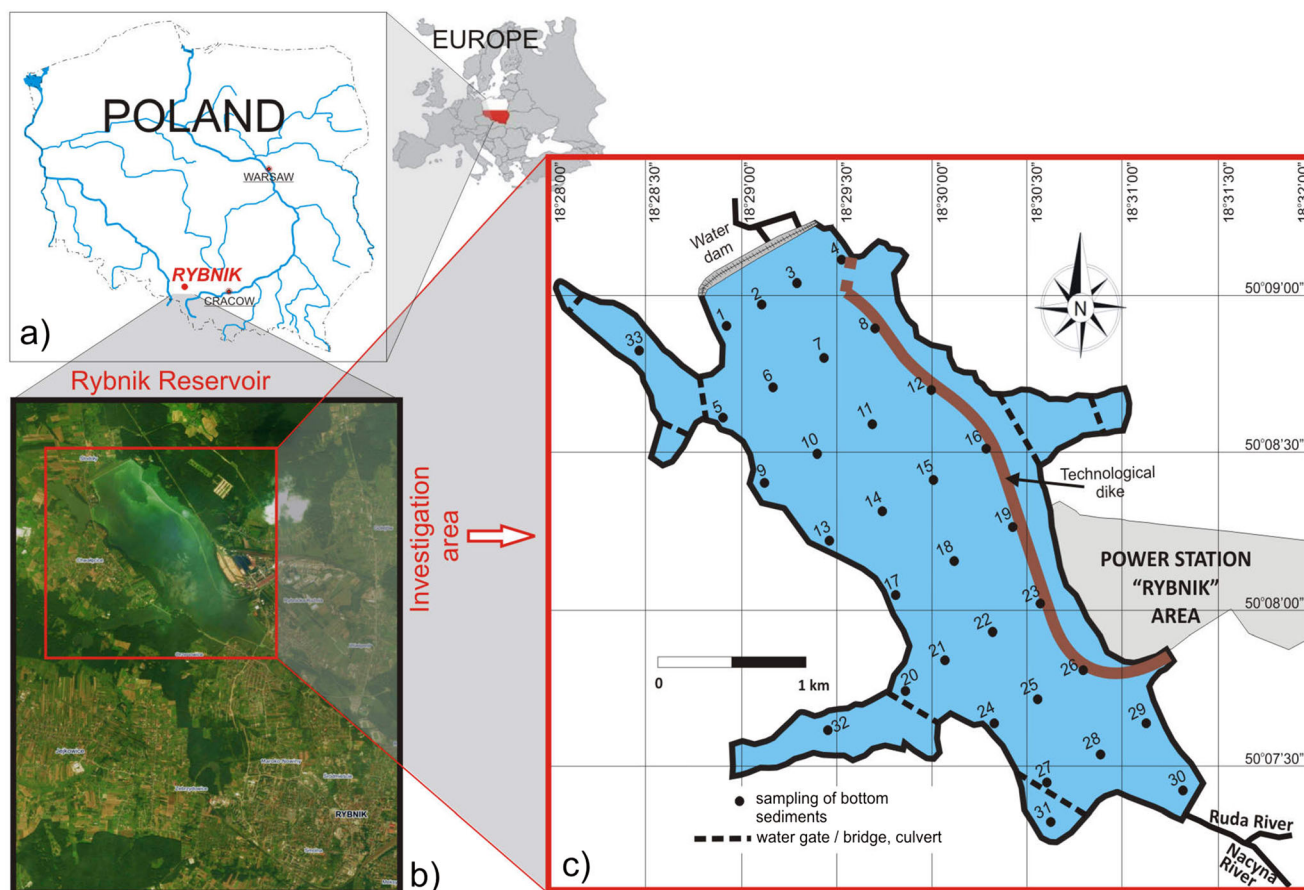 EUROPE
POLAND
WARSAW
RYBNIK
CRACOW
a)
Rybnik Reservoir
Jejkowice
RYBNIK
b)
Investigation
area
18°28'00"
18°28'30"
18°29'00"
18°29'30"
18°30'00"
18°30'30"
18°31'00"
18°31'30"
18°32'00"
Water
dam
N
50°09'00"
50°08'30"
50°08'00"
50°07'30"
4
3
2
1
8
33
7
6
12
5
11
16
10
15
9
Technological
dike
14
19
13
18
POWER STATION
"RYBNIK"
AREA
17
23
22
21
26
20
25
0
1 km
32
24
29
28
27
30
31
sampling of bottom
sediments
water gate / bridge, culvert
Ruda River
Nacyna
River
c)